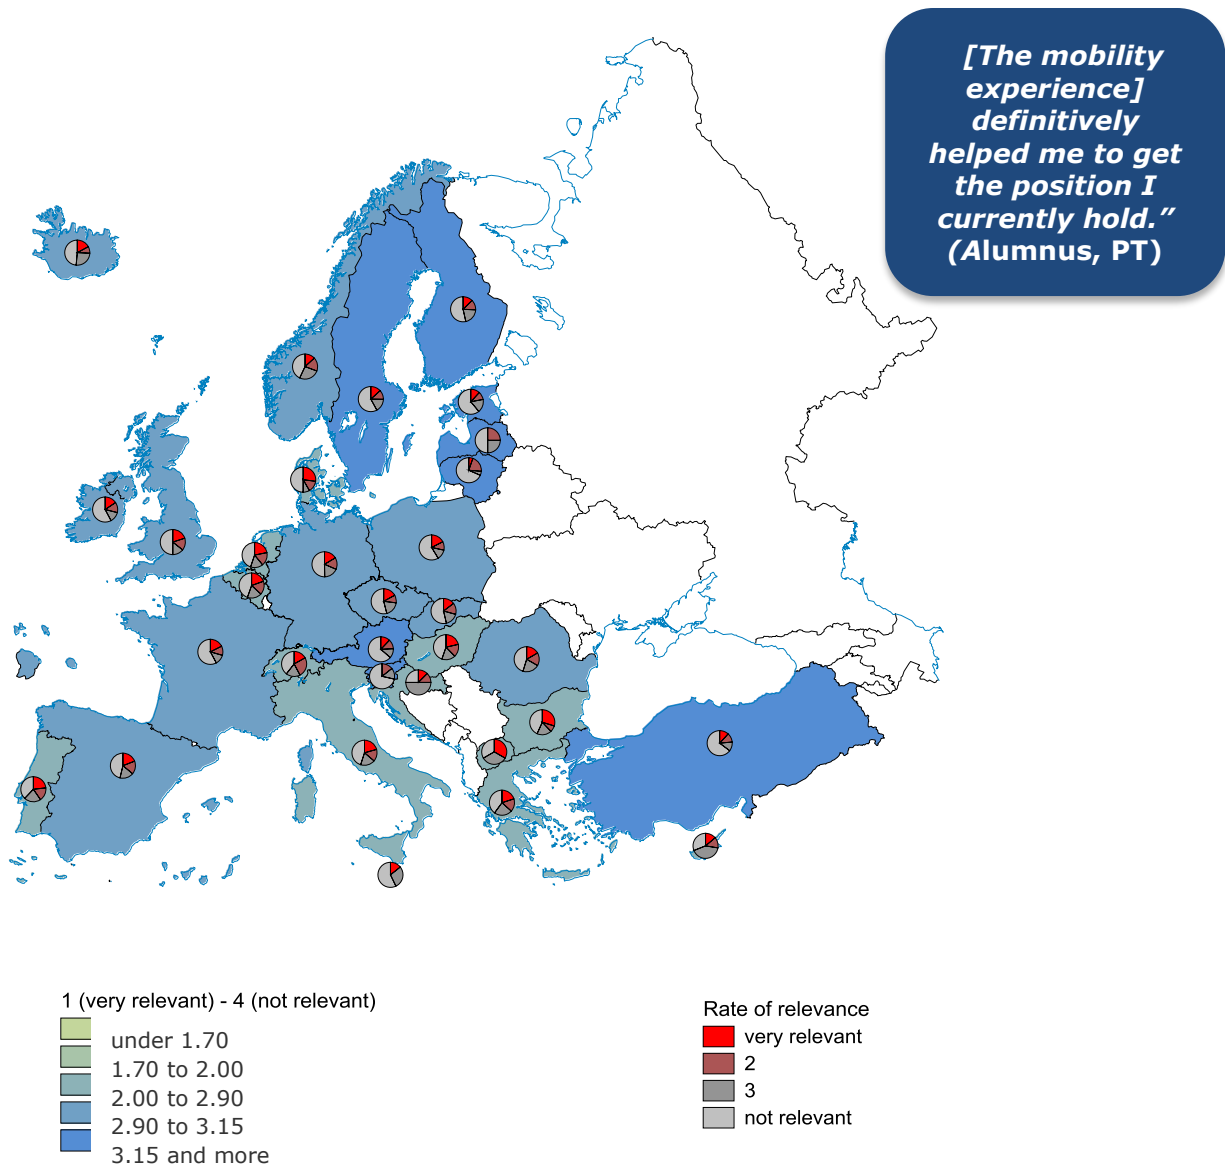 [The mobility
experience]
definitively
helped me to get
the position I
currently hold.”
(Alumnus, PT)
1 (very relevant) - 4 (not relevant)
under 1.70
1.70 to 2.00
2.00 to 2.90
2.90 to 3.15
3.15 and more
Rate of relevance
very relevant
2
3
not relevant